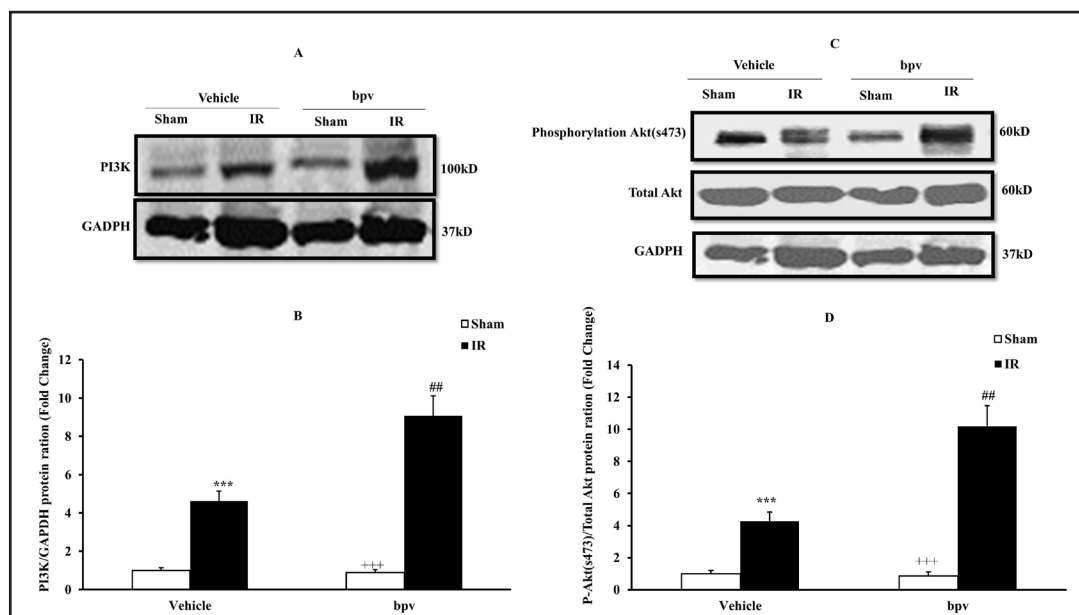 A
Vehicle bpv
Sham IR Sham IR
PI3K 100kD
GADPH 37kD
B
Sham
IR
PI3K/GAPDH protein ration (Fold Change)
12
10
8
6
4
2
0
***
+++
##
Vehicle bpv
C
Vehicle bpv
Sham IR Sham IR
Phosphorylation Akt(s473) 60kD
Total Akt 60kD
GADPH 37kD
D
Sham
IR
P-Akt(s473)/Total Akt protein ration (Fold Change)
14
12
10
8
6
4
2
0
***
+++
##
Vehicle bpv